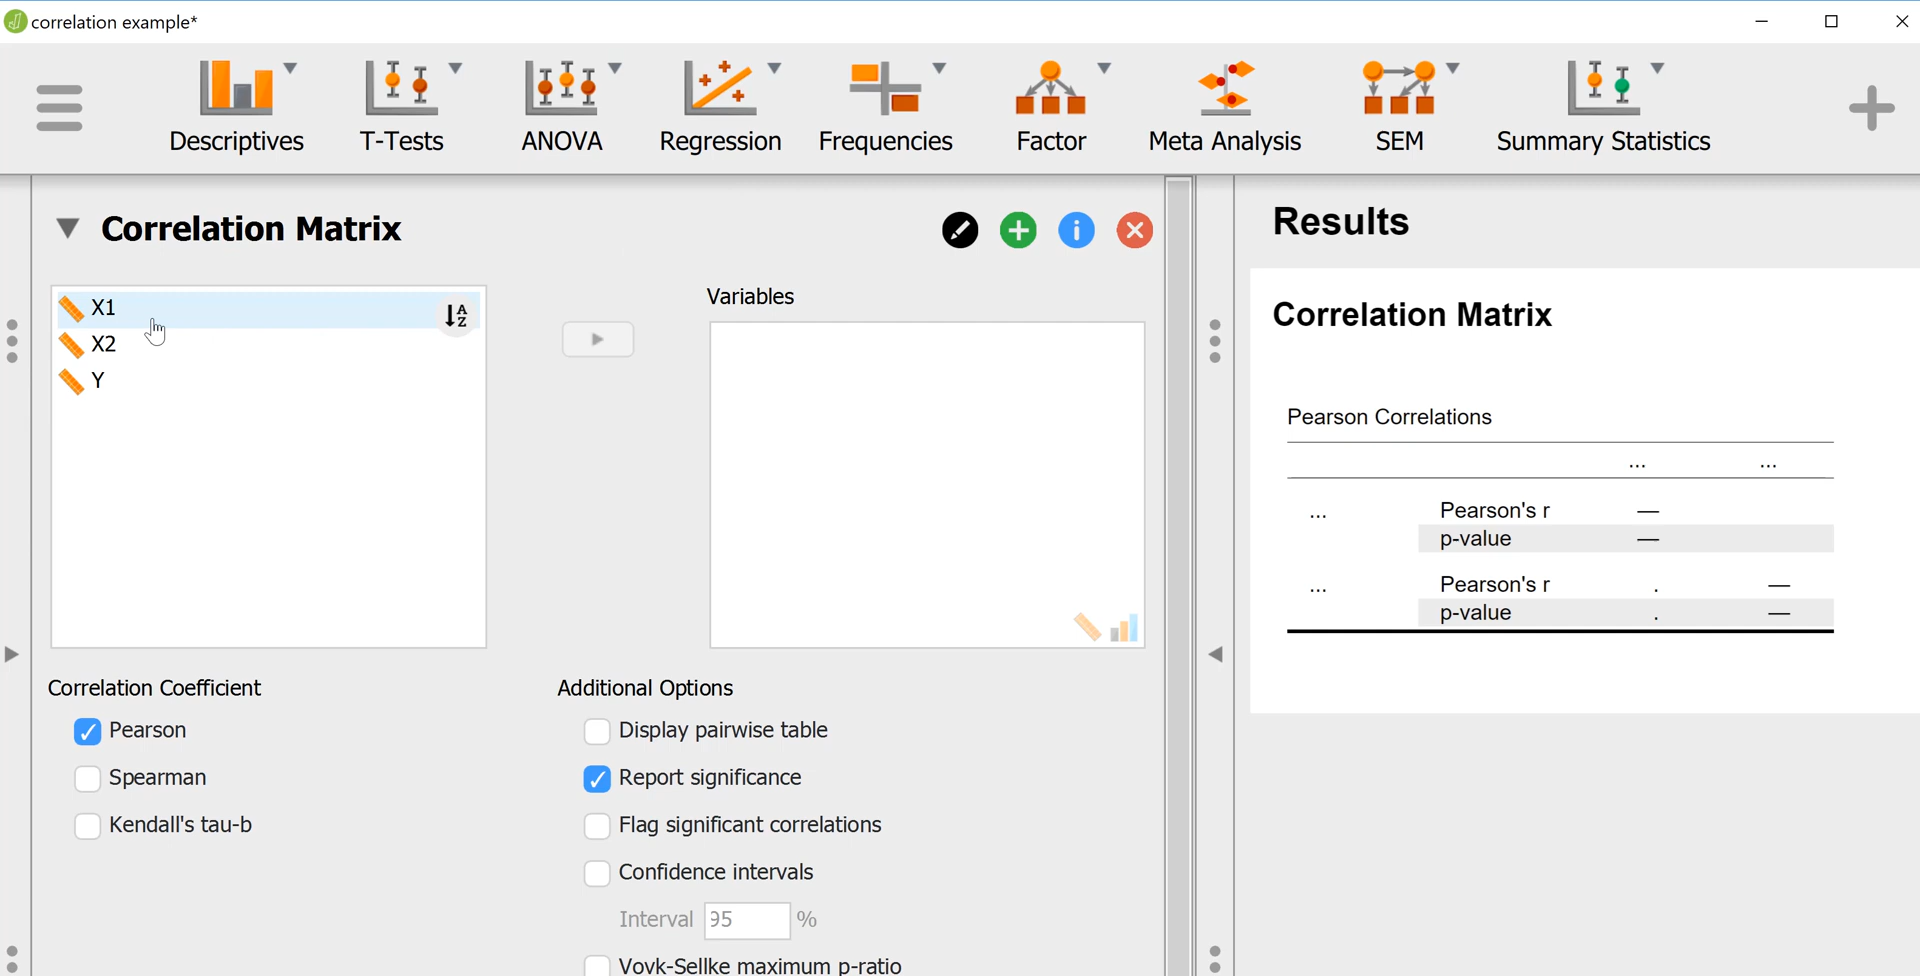 correlation example*
Descriptives
T-Tests
ANOVA
Regression
Frequencies
Factor
Meta Analysis
SEM
Summary Statistics
Correlation Matrix
X1
X2
Y
A
Z
Variables
Correlation Coefficient
Pearson
Spearman
Kendall's tau-b
Additional Options
Display pairwise table
Report significance
Flag significant correlations
Confidence intervals
Interval 95 %
Vovk-Sellke maximum p-ratio
Results
Correlation Matrix
Pearson Correlations
... ...
... Pearson's r —
p-value —
... Pearson's r . —
p-value . —